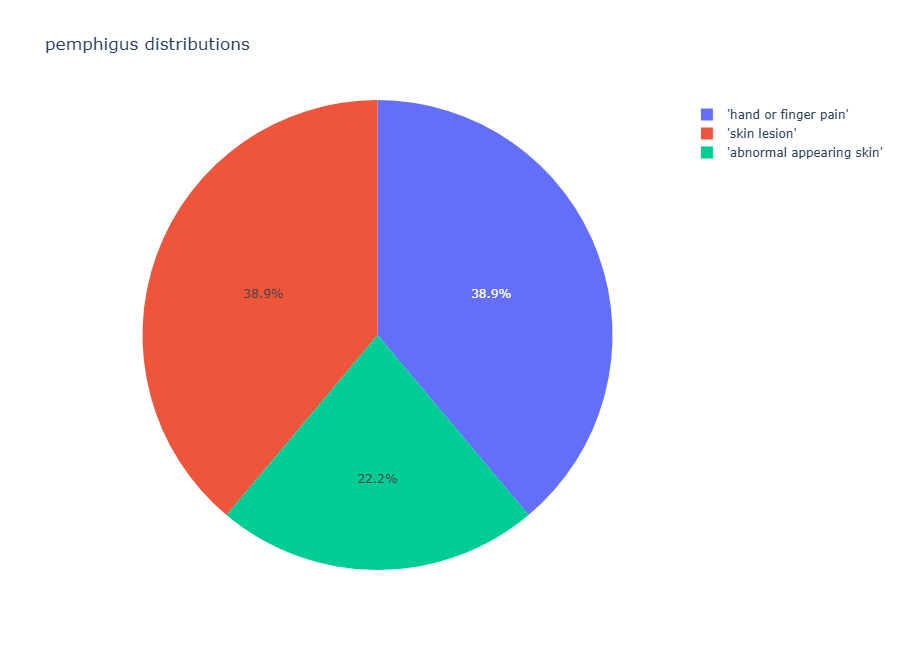 pemphigus distributions
'hand or finger pain'
'skin lesion'
'abnormal appearing skin'
38.9%
38.9%
22.2%